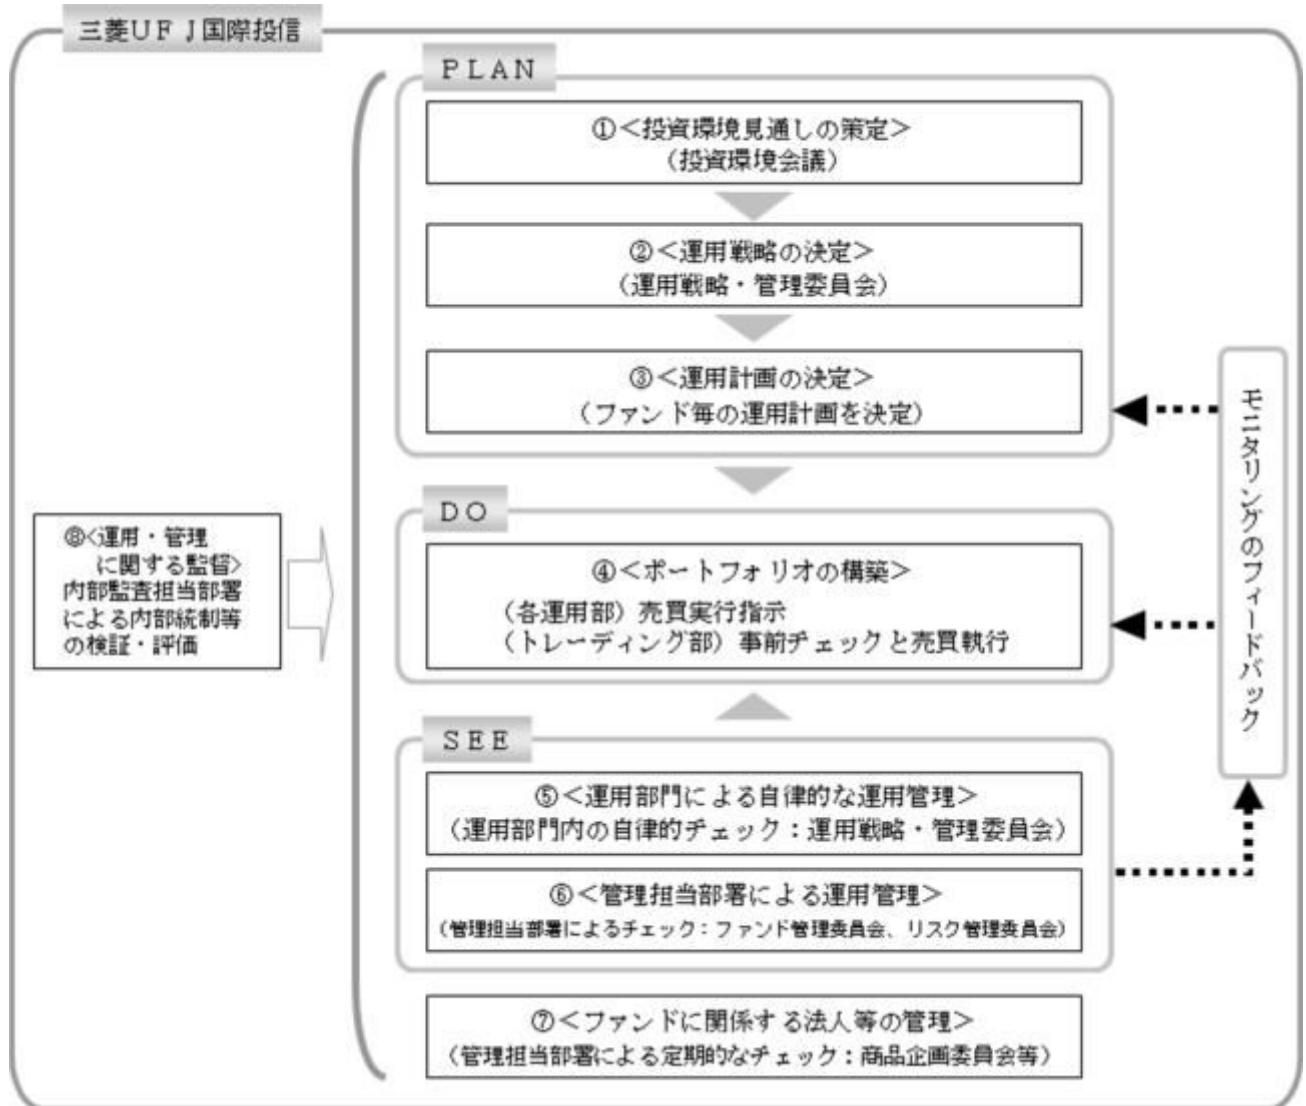 三菱ＵＦＪ国際投信
ＰＬＡＮ
①＜投資環境見通しの策定＞
（投資環境会議）
②＜運用戦略の決定＞
（運用戦略・管理委員会）
③＜運用計画の決定＞
（ファンド毎の運用計画を決定）
ＤＯ
④＜ポートフォリオの構築＞
（各運用部）売買実行指示
（トレーディング部）事前チェックと売買執行
ＳＥＥ
⑤＜運用部門による自律的な運用管理＞
（運用部門内の自律的チェック：運用戦略・管理委員会）
⑥＜管理担当部署による運用管理＞
（管理担当部署によるチェック：ファンド管理委員会、リスク管理委員会）
⑦＜ファンドに関係する法人等の管理＞
（管理担当部署による定期的なチェック：商品企画委員会等）
⑧<運用・管理
に関する監督>
内部監査担当部署
による内部統制等
の検証・評価
モニタリングのフィードバック